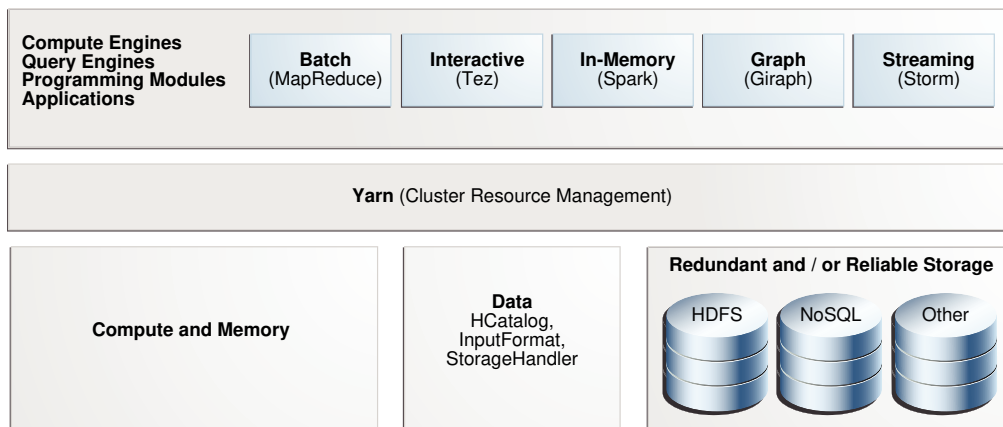 Compute Engines
Query Engines
Programming Modules
Applications
Batch
(MapReduce)
Interactive
(Tez)
In-Memory
(Spark)
Graph
(Giraph)
Streaming
(Storm)
Yarn (Cluster Resource Management)
Compute and Memory
Data
HCatalog,
InputFormat,
StorageHandler
Redundant and / or Reliable Storage
HDFS
NoSQL
Other